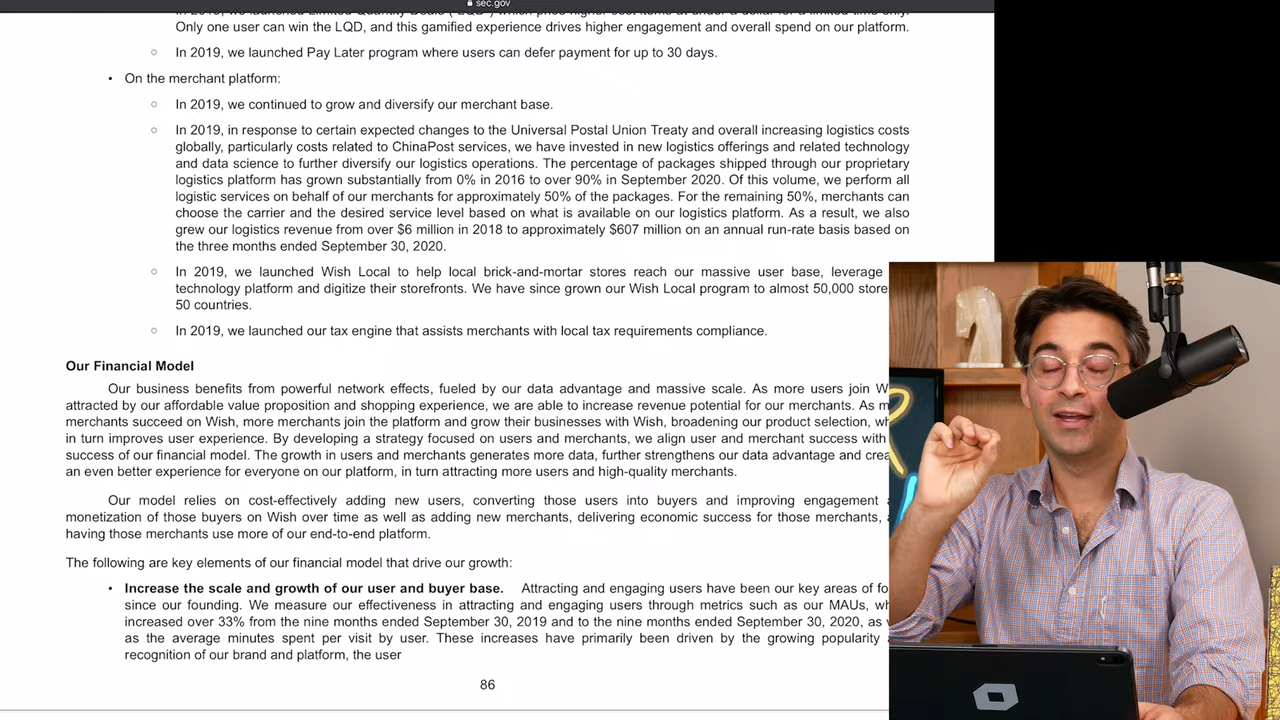 sec.gov
In 2019, we launched Limited Quantity Deals ("LQD") which price higher cost items at under a dollar for a limited time only.
Only one user can win the LQD, and this gamified experience drives higher engagement and overall spend on our platform.
○ In 2019, we launched Pay Later program where users can defer payment for up to 30 days.
• On the merchant platform:
○ In 2019, we continued to grow and diversify our merchant base.
○ In 2019, in response to certain expected changes to the Universal Postal Union Treaty and overall increasing logistics costs
globally, particularly costs related to ChinaPost services, we have invested in new logistics offerings and related technology
and data science to further diversify our logistics operations. The percentage of packages shipped through our proprietary
logistics platform has grown substantially from 0% in 2016 to over 90% in September 2020. Of this volume, we perform all
logistic services on behalf of our merchants for approximately 50% of the packages. For the remaining 50%, merchants can
choose the carrier and the desired service level based on what is available on our logistics platform. As a result, we also
grew our logistics revenue from over $6 million in 2018 to approximately $607 million on an annual run-rate basis based on
the three months ended September 30, 2020.
○ In 2019, we launched Wish Local to help local brick-and-mortar stores reach our massive user base, leverage
technology platform and digitize their storefronts. We have since grown our Wish Local program to almost 50,000 store
50 countries.
○ In 2019, we launched our tax engine that assists merchants with local tax requirements compliance.
Our Financial Model
Our business benefits from powerful network effects, fueled by our data advantage and massive scale. As more users join W
attracted by our affordable value proposition and shopping experience, we are able to increase revenue potential for our merchants. As m
merchants succeed on Wish, more merchants join the platform and grow their businesses with Wish, broadening our product selection, wh
in turn improves user experience. By developing a strategy focused on users and merchants, we align user and merchant success with
success of our financial model. The growth in users and merchants generates more data, further strengthens our data advantage and crea
an even better experience for everyone on our platform, in turn attracting more users and high-quality merchants.
Our model relies on cost-effectively adding new users, converting those users into buyers and improving engagement a
monetization of those buyers on Wish over time as well as adding new merchants, delivering economic success for those merchants, a
having those merchants use more of our end-to-end platform.
The following are key elements of our financial model that drive our growth:
• Increase the scale and growth of our user and buyer base. Attracting and engaging users have been our key areas of fo
since our founding. We measure our effectiveness in attracting and engaging users through metrics such as our MAUs, wh
increased over 33% from the nine months ended September 30, 2019 and to the nine months ended September 30, 2020, as w
as the average minutes spent per visit by user. These increases have primarily been driven by the growing popularity a
recognition of our brand and platform, the user
86